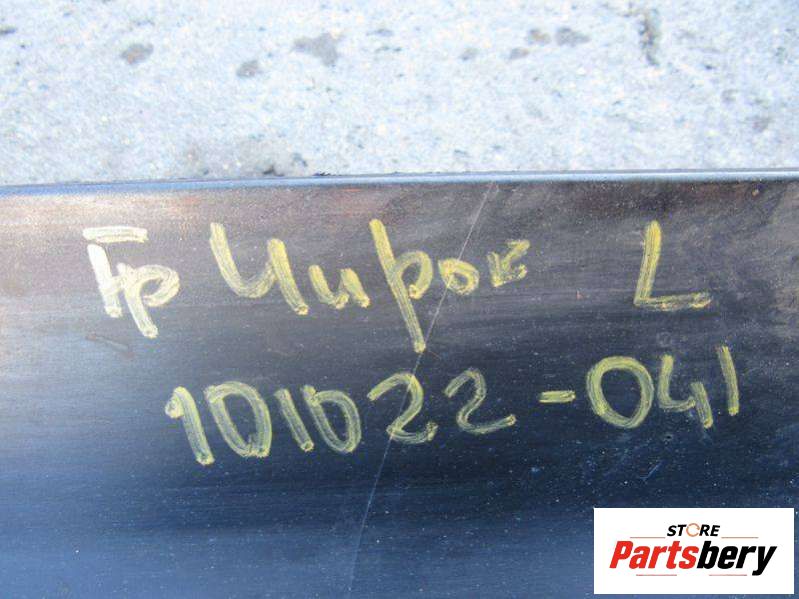 Гр Чирок L
101022-041
STORE
Partsbery